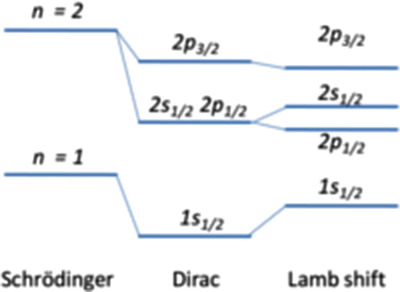 n = 2
2p3/2
2p3/2
2s1/2 2p1/2
2s1/2
2p1/2
n = 1
1s1/2
1s1/2
Schrödinger
Dirac
Lamb shift